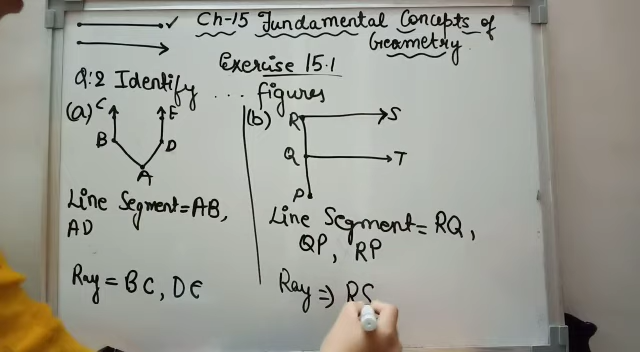 Ch-15 Fundamental Concepts of
Geometry
Exercise 15.1
Q:2 Identify ... figures
(a)
C
E
B
D
A
Line Segment = AB,
AD
Ray = BC, DE
(b)
R
S
Q
T
P
Line Segment = RQ,
QP, RP
Ray => RS